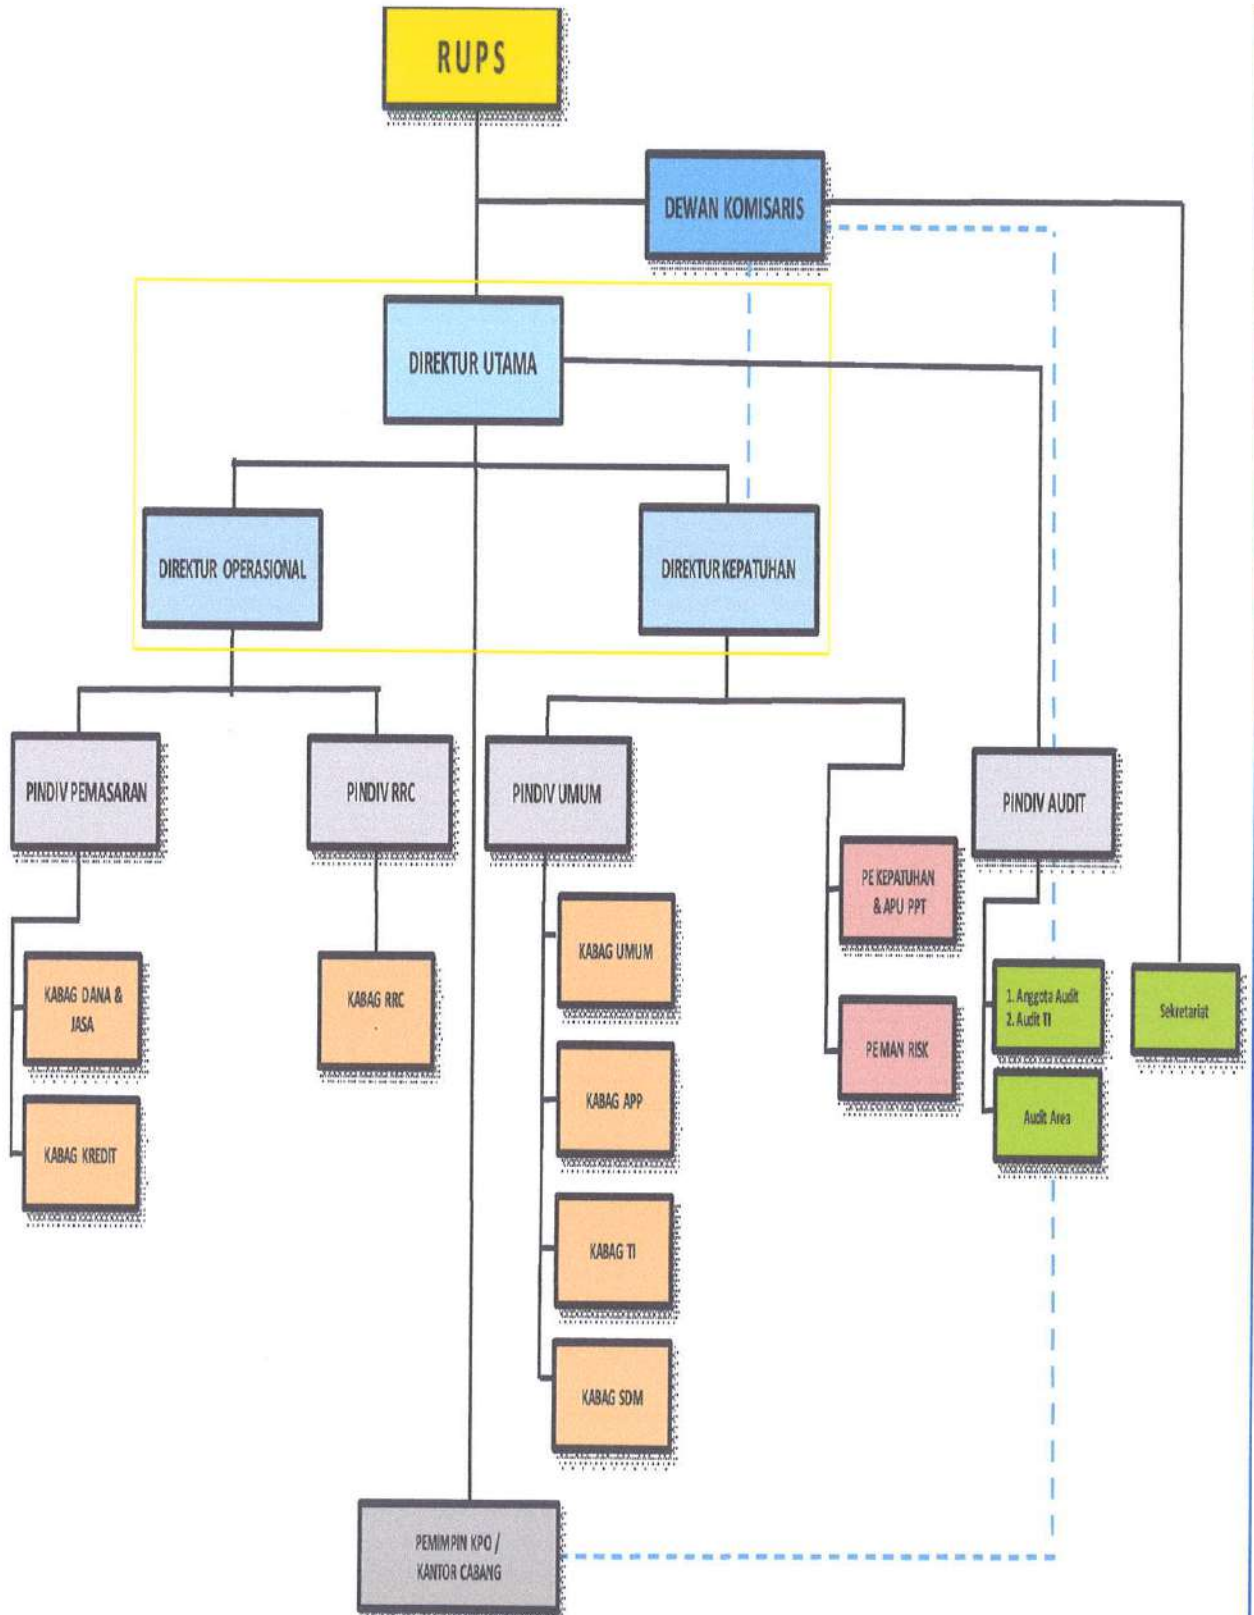 RUPS
DEWAN KOMISARIS
DIREKTUR UTAMA
DIREKTUR OPERASIONAL
DIREKTUR KEPATUHAN
PINDIV PEMASARAN
PINDIV RRC
PINDIV UMUM
PINDIV AUDIT
PE KEPATUHAN
& APU PPT
KABAG UMUM
KABAG DANA &
JASA
KABAG RRC
1. Anggota Audit
2. Audit TI
Sekretariat
PE MAN RISK
KABAG APP
Audit Area
KABAG KREDIT
KABAG TI
KABAG SDM
PEMIMPIN KPO /
KANTOR CABANG